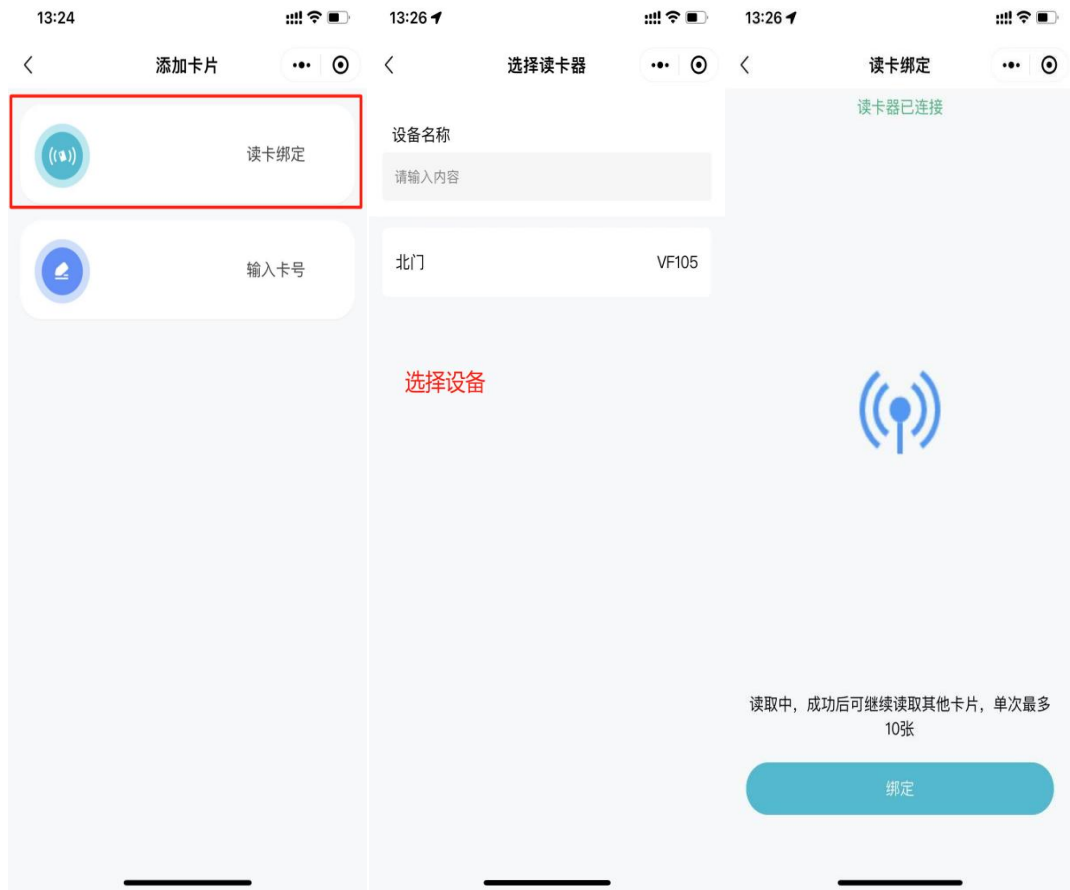 13:24
添加卡片
读卡绑定
输入卡号
13:26
选择读卡器
设备名称
请输入内容
北门 VF105
选择设备
13:26
读卡绑定
读卡器已连接
读取中，成功后可继续读取其他卡片，单次最多
10张
绑定